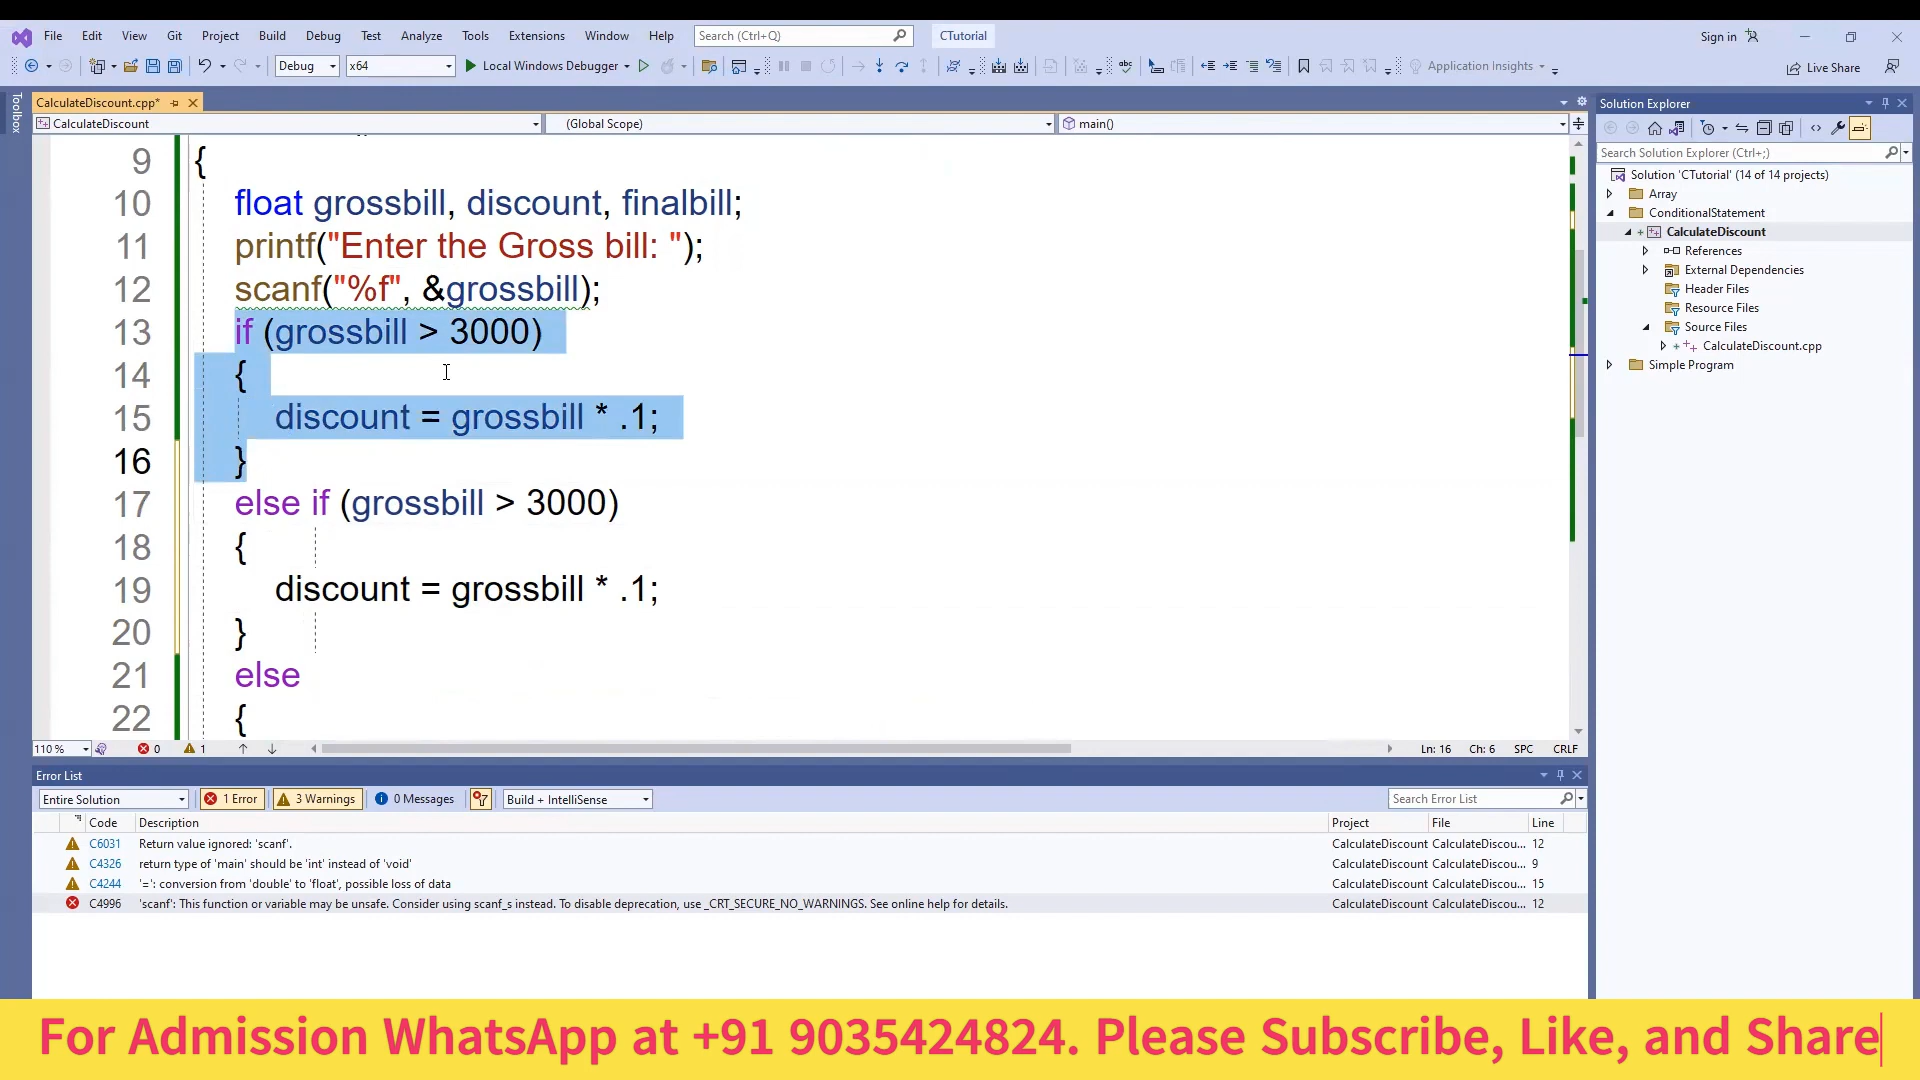 File Edit View Git Project Build Debug Test Analyze Tools Extensions Window Help Search (Ctrl+Q) CTutorial Sign in
Debug x64 Local Windows Debugger Application Insights Live Share
Toolbox
CalculateDiscount.cpp*
CalculateDiscount (Global Scope) main()
9 {
10 float grossbill, discount, finalbill;
11 printf("Enter the Gross bill: ");
12 scanf("%f", &grossbill);
13 if (grossbill > 3000)
14 {
15 discount = grossbill * .1;
16 }
17 else if (grossbill > 3000)
18 {
19 discount = grossbill * .1;
20 }
21 else
22 {
110 % 0 1 Ln: 16 Ch: 6 SPC CRLF
Solution Explorer
Search Solution Explorer (Ctrl+;)
Solution 'CTutorial' (14 of 14 projects)
Array
ConditionalStatement
CalculateDiscount
References
External Dependencies
Header Files
Resource Files
Source Files
CalculateDiscount.cpp
Simple Program
Error List
Entire Solution 1 Error 3 Warnings 0 Messages Build + IntelliSense Search Error List
Code Description Project File Line
C6031 Return value ignored: 'scanf'. CalculateDiscount CalculateDiscou... 12
C4326 return type of 'main' should be 'int' instead of 'void' CalculateDiscount CalculateDiscou... 9
C4244 '=': conversion from 'double' to 'float', possible loss of data CalculateDiscount CalculateDiscou... 15
C4996 'scanf': This function or variable may be unsafe. Consider using scanf_s instead. To disable deprecation, use _CRT_SECURE_NO_WARNINGS. See online help for details. CalculateDiscount CalculateDiscou... 12
For Admission WhatsApp at +91 9035424824. Please Subscribe, Like, and Share